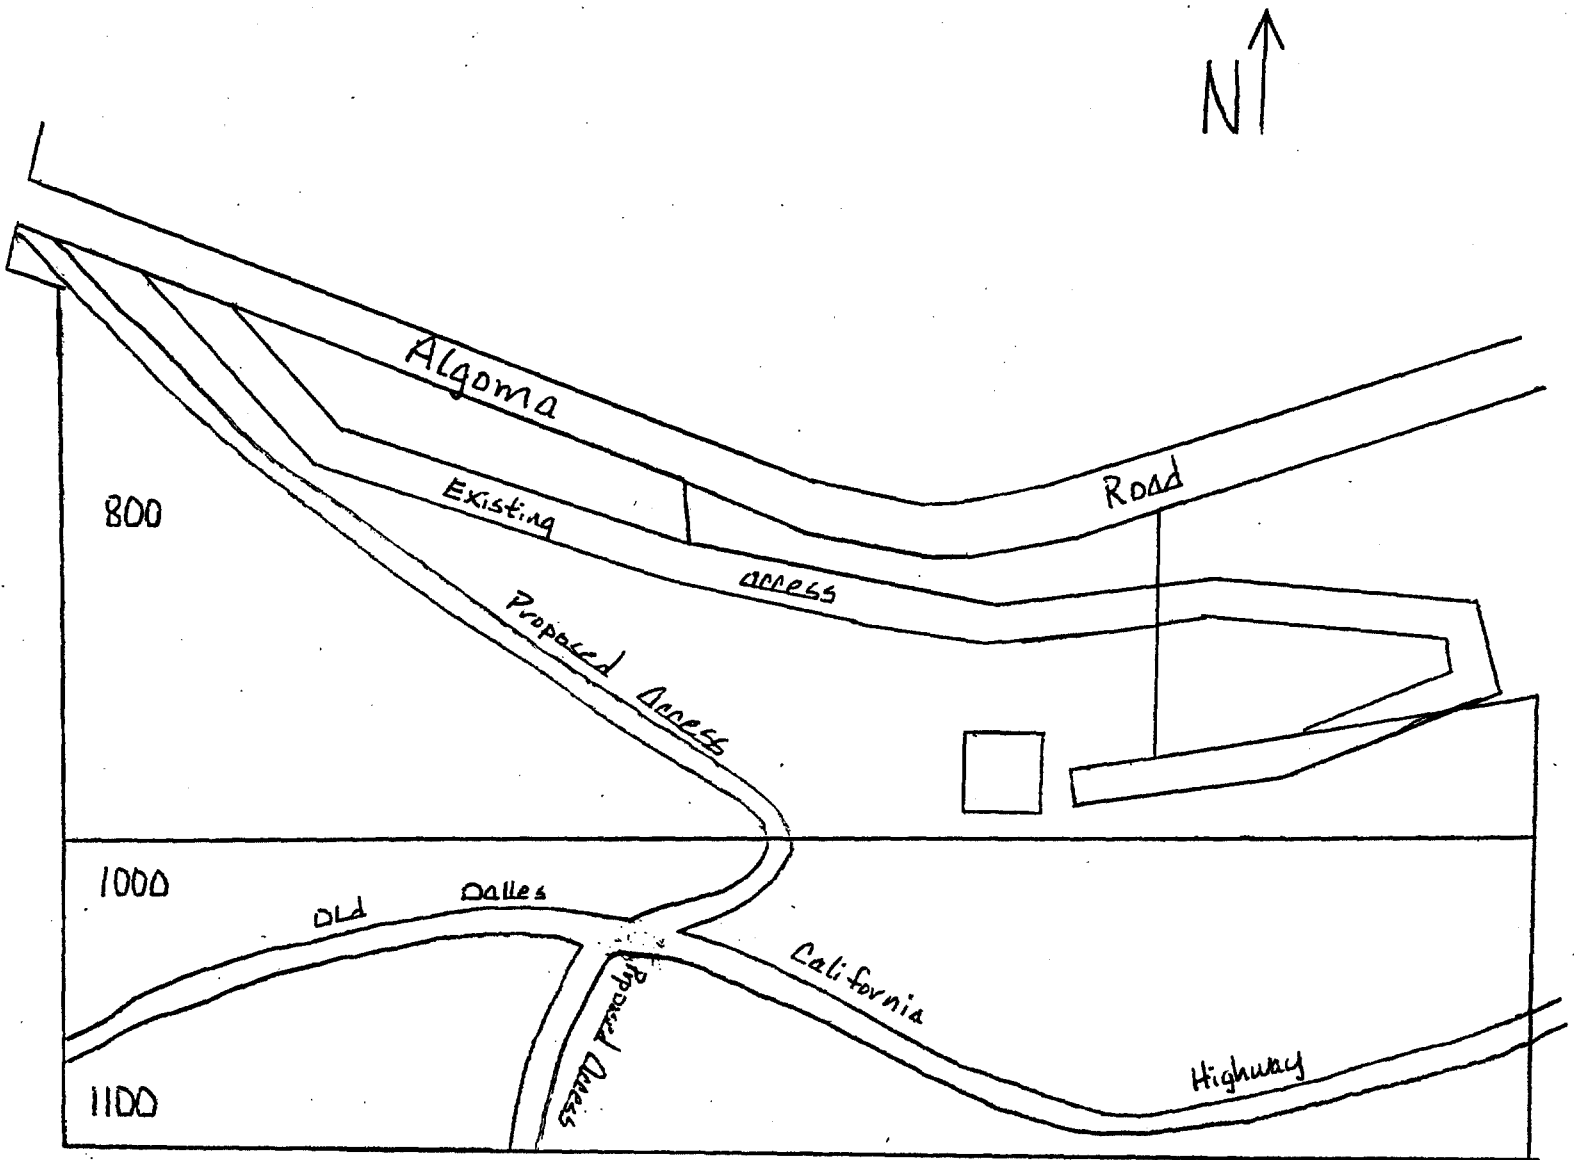 N
Algoma
Road
800
Existing
access
Proposed Access
1000
Old Dalles
California
Highway
Proposed Access
1100